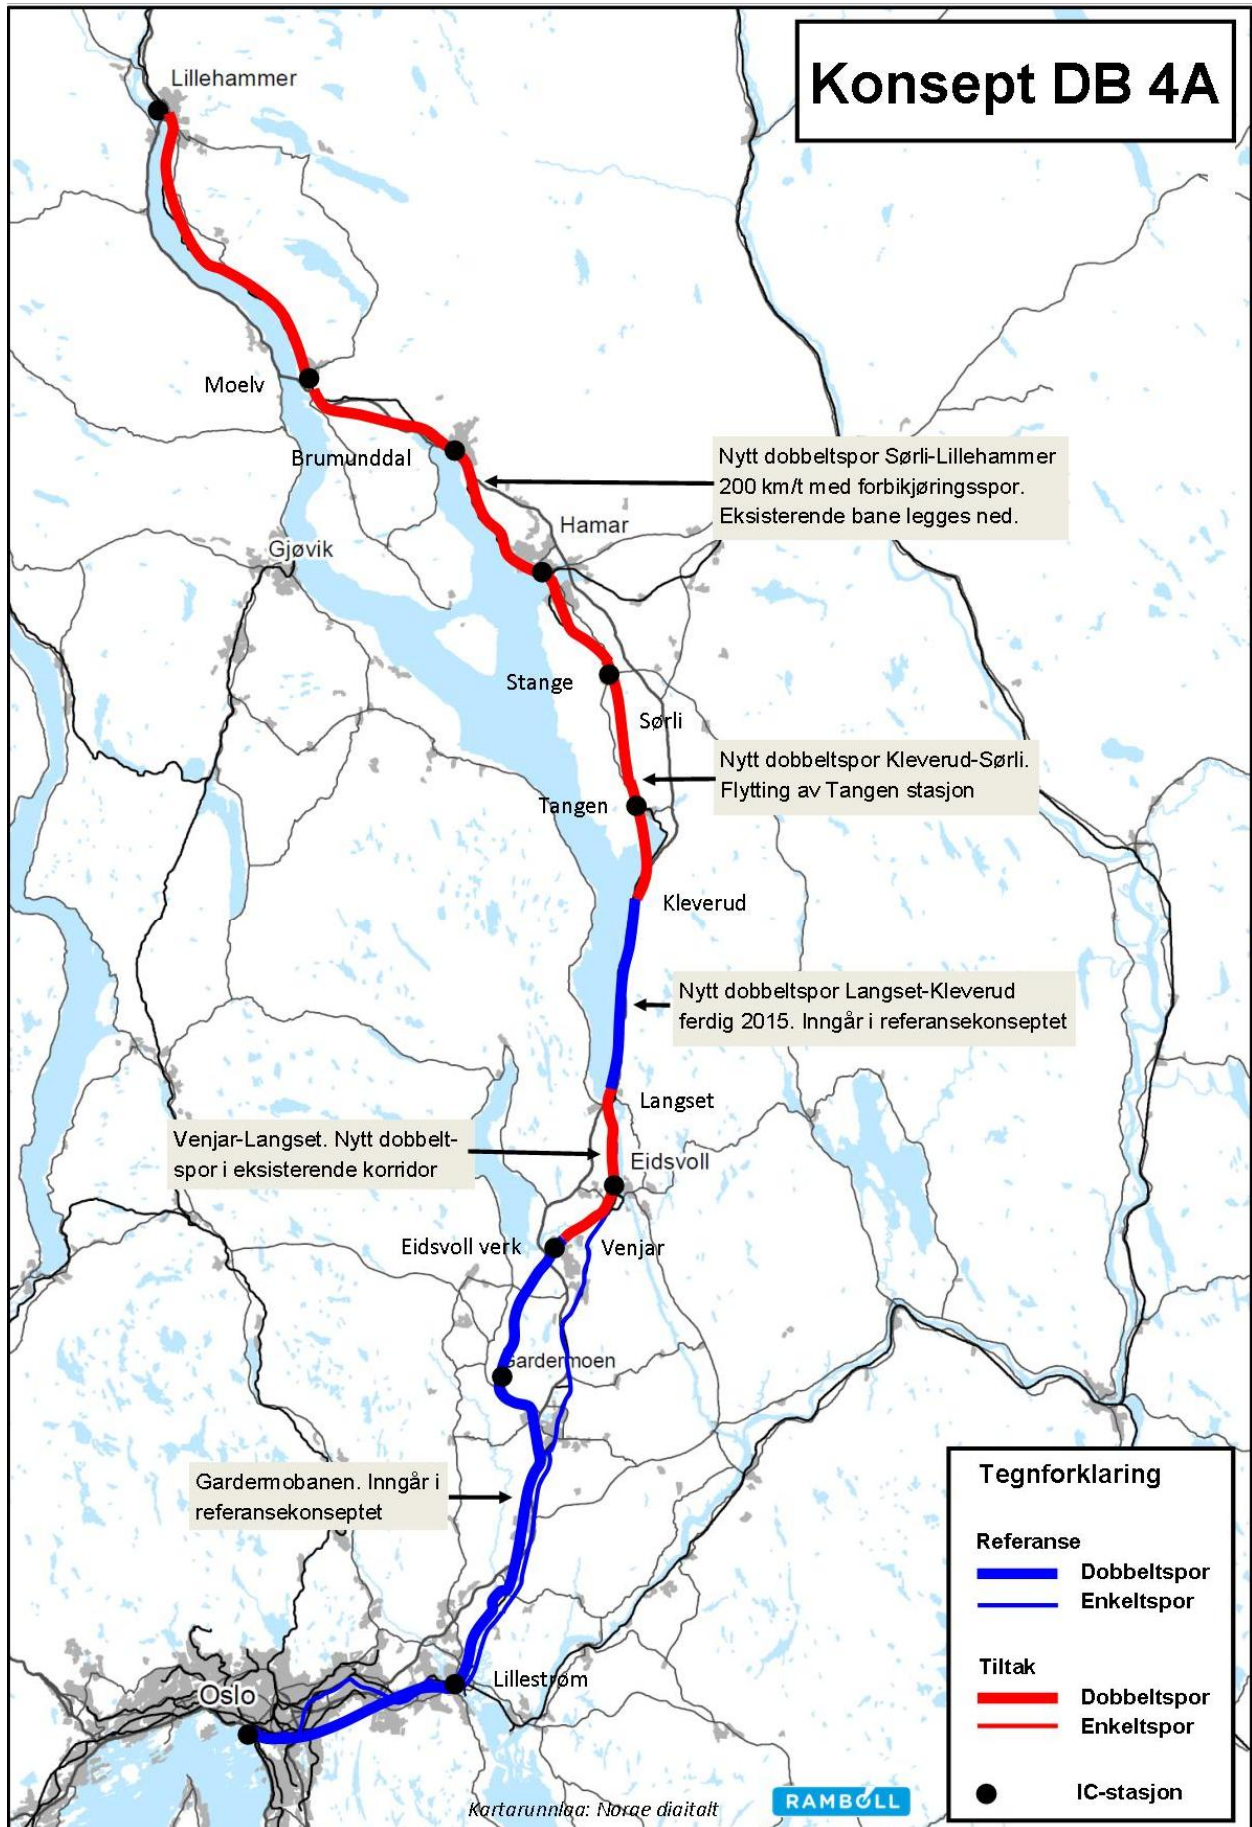 Konsept DB 4A
Lillehammer
Moelv
Brumunddal
Nytt dobbeltspor Sørli-Lillehammer
200 km/t med forbikjøringsspor.
Eksisterende bane legges ned.
Hamar
Gjøvik
Stange
Sørli
Nytt dobbeltspor Kleverud-Sørli.
Flytting av Tangen stasjon
Tangen
Kleverud
Nytt dobbeltspor Langset-Kleverud
ferdig 2015. Inngår i referansekonseptet
Langset
Venjar-Langset. Nytt dobbelt-
spor i eksisterende korridor
Eidsvoll
Eidsvoll verk
Venjar
Gardermoen
Gardermobanen. Inngår i
referansekonseptet
Lillestrøm
Oslo
Tegnforklaring
Referanse
Dobbeltspor
Enkeltspor
Tiltak
Dobbeltspor
Enkeltspor
IC-stasjon
Kartgrunnlag: Norge digitalt
RAMBOLL